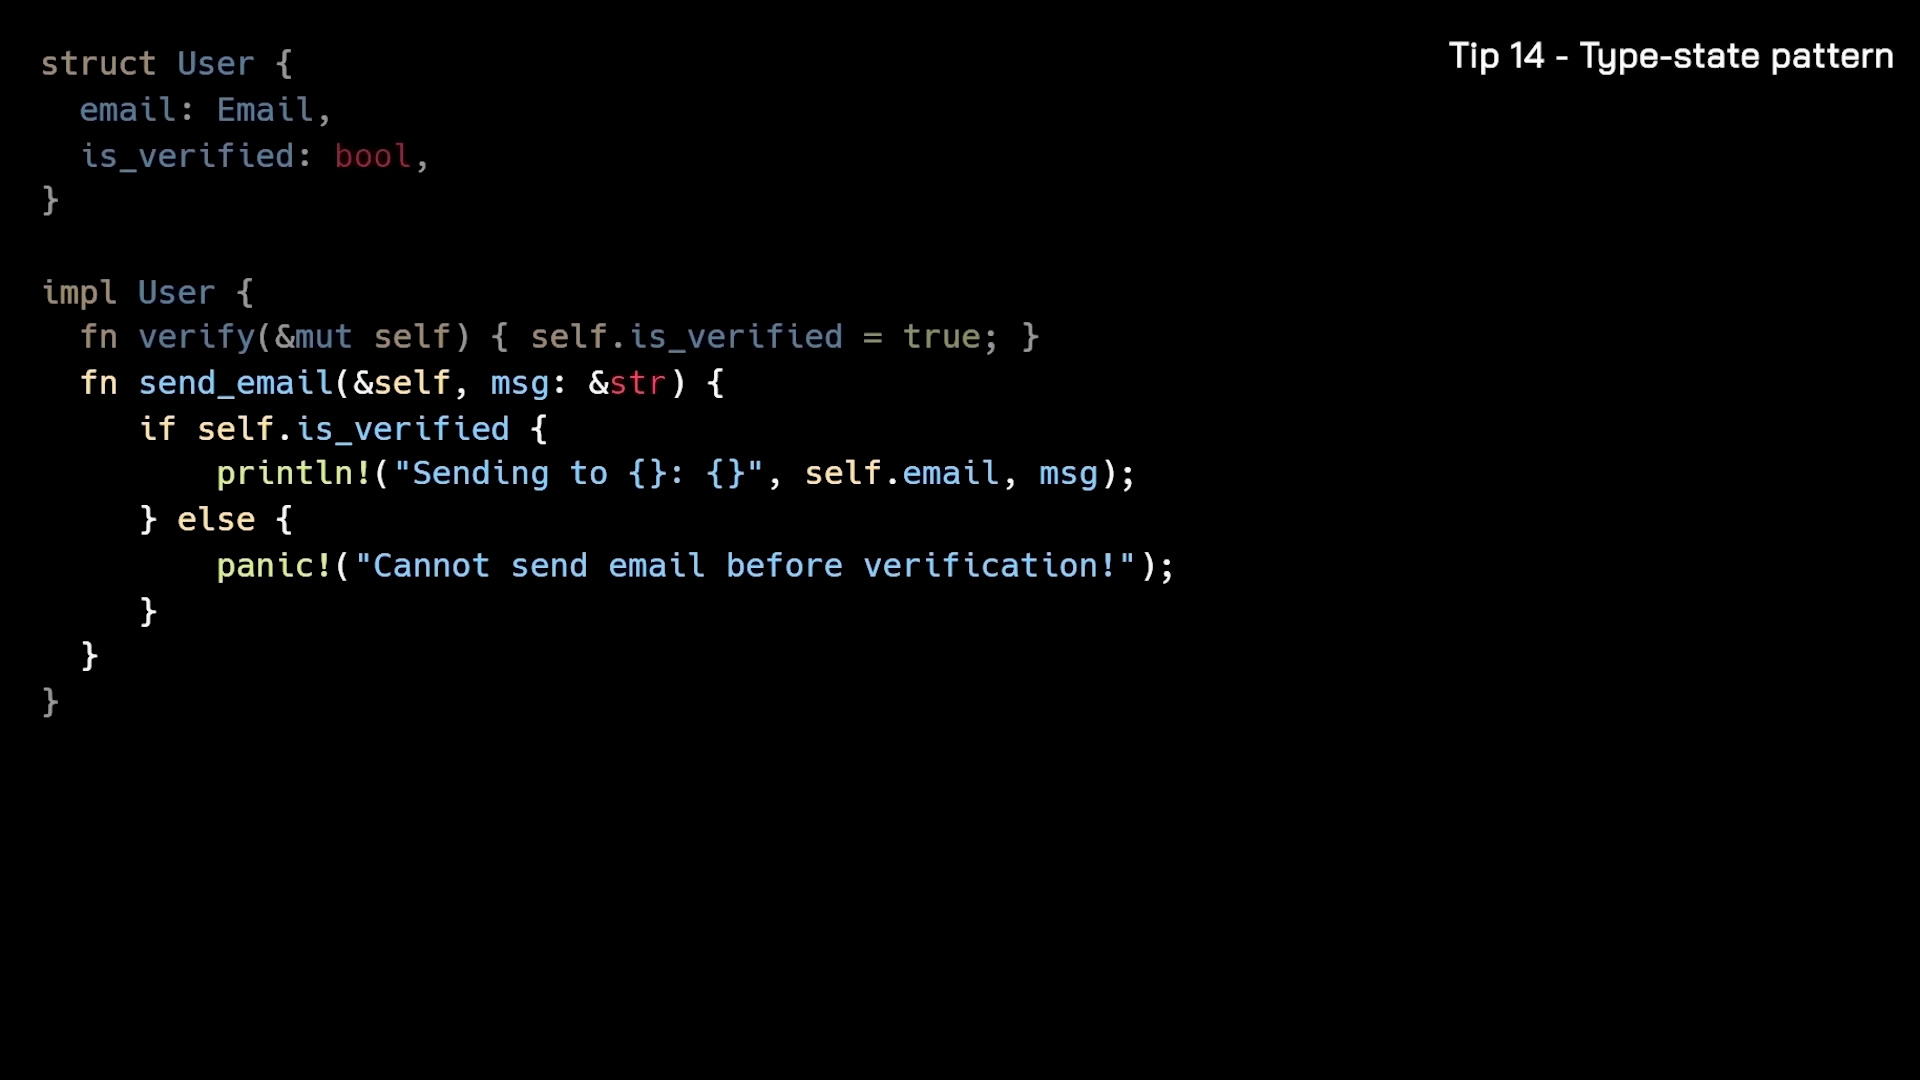 Tip 14 - Type-state pattern
struct User {
  email: Email,
  is_verified: bool,
}
impl User {
  fn verify(&mut self) { self.is_verified = true; }
  fn send_email(&self, msg: &str) {
     if self.is_verified {
         println!("Sending to {}: {}", self.email, msg);
     } else {
         panic!("Cannot send email before verification!");
     }
  }
}